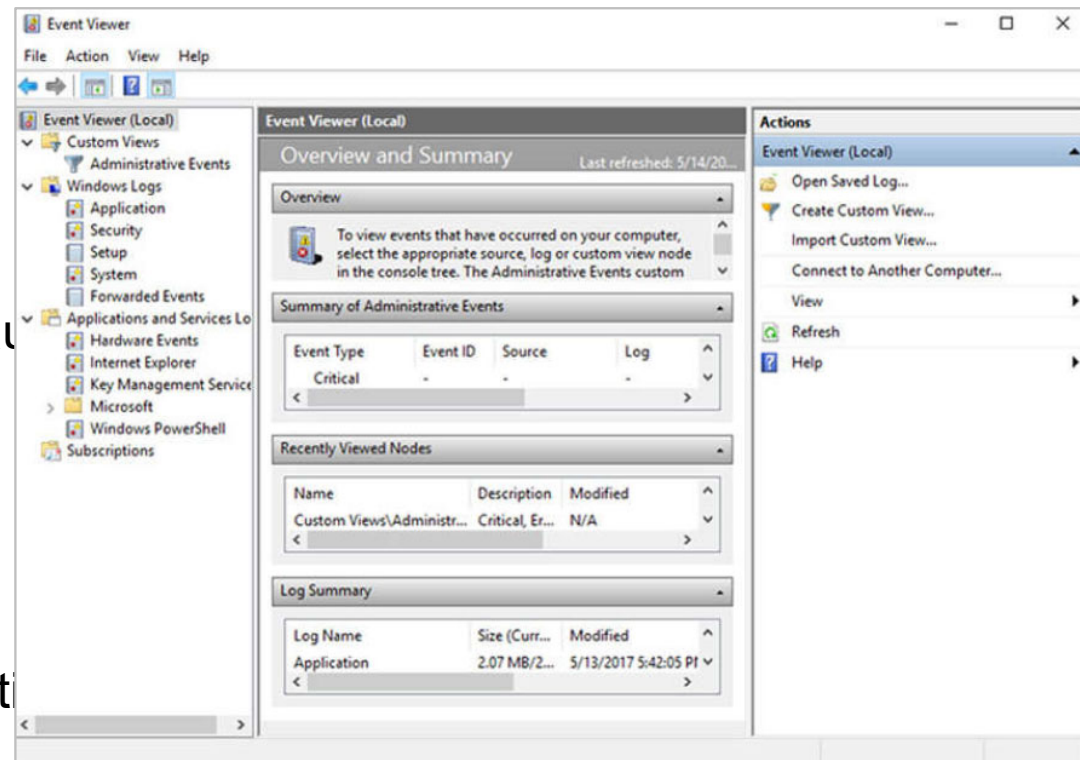 Event Viewer
File Action View Help
Event Viewer (Local)
Custom Views
Administrative Events
Windows Logs
Application
Security
Setup
System
Forwarded Events
Applications and Services Lo
Hardware Events
Internet Explorer
Key Management Service
Microsoft
Windows PowerShell
Subscriptions
Event Viewer (Local)
Overview and Summary Last refreshed: 5/14/20...
Overview
To view events that have occurred on your computer,
select the appropriate source, log or custom view node
in the console tree. The Administrative Events custom
Summary of Administrative Events
Event Type Event ID Source Log
Critical - - -
Recently Viewed Nodes
Name Description Modified
Custom Views\Administr... Critical, Er... N/A
Log Summary
Log Name Size (Curr... Modified
Application 2.07 MB/2... 5/13/2017 5:42:05 PM
Actions
Event Viewer (Local)
Open Saved Log...
Create Custom View...
Import Custom View...
Connect to Another Computer...
View
Refresh
Help